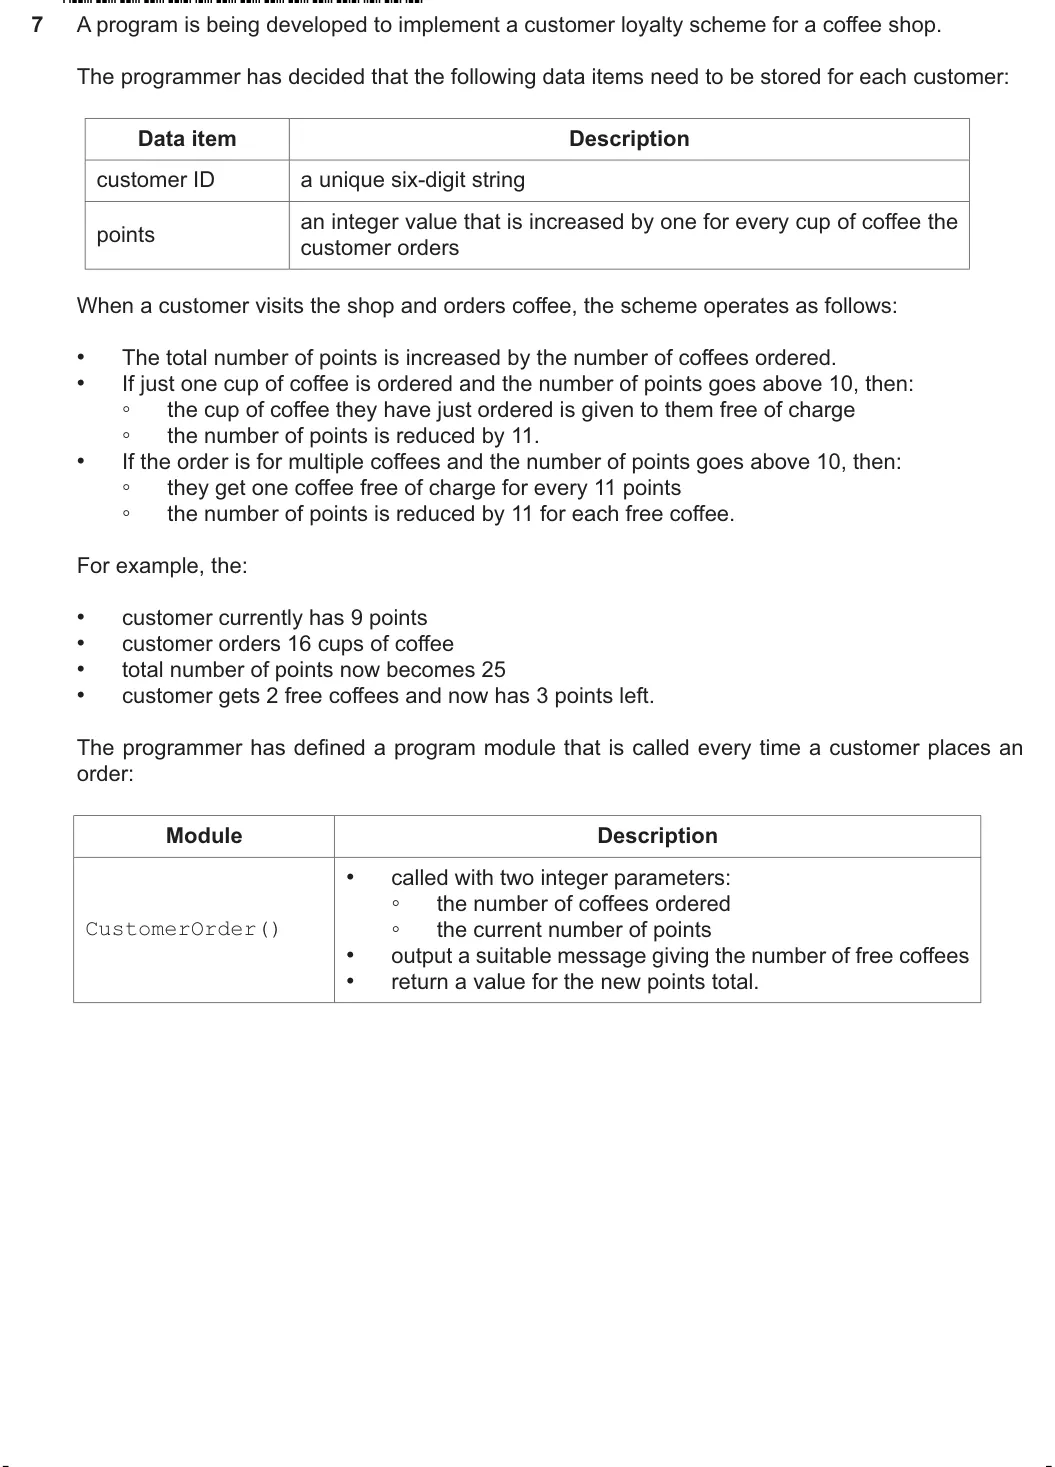 7 A program is being developed to implement a customer loyalty scheme for a coffee shop.
The programmer has decided that the following data items need to be stored for each customer:
Data item Description
customer ID a unique six-digit string
points an integer value that is increased by one for every cup of coffee the
customer orders
When a customer visits the shop and orders coffee, the scheme operates as follows:
• The total number of points is increased by the number of coffees ordered.
• If just one cup of coffee is ordered and the number of points goes above 10, then:
◦ the cup of coffee they have just ordered is given to them free of charge
◦ the number of points is reduced by 11.
• If the order is for multiple coffees and the number of points goes above 10, then:
◦ they get one coffee free of charge for every 11 points
◦ the number of points is reduced by 11 for each free coffee.
For example, the:
• customer currently has 9 points
• customer orders 16 cups of coffee
• total number of points now becomes 25
• customer gets 2 free coffees and now has 3 points left.
The programmer has defined a program module that is called every time a customer places an
order:
Module Description
CustomerOrder()
• called with two integer parameters:
◦ the number of coffees ordered
◦ the current number of points
• output a suitable message giving the number of free coffees
• return a value for the new points total.